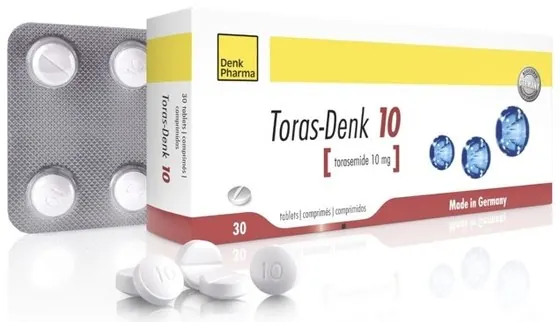 Denk
Pharma
Toras-Denk 10
[ torasemide 10 mg ]
tablets | comprimés | comprimidos
30
Made in Germany
30 tablets | comprimés |
comprimidos
Toras-Denk 10
10
10